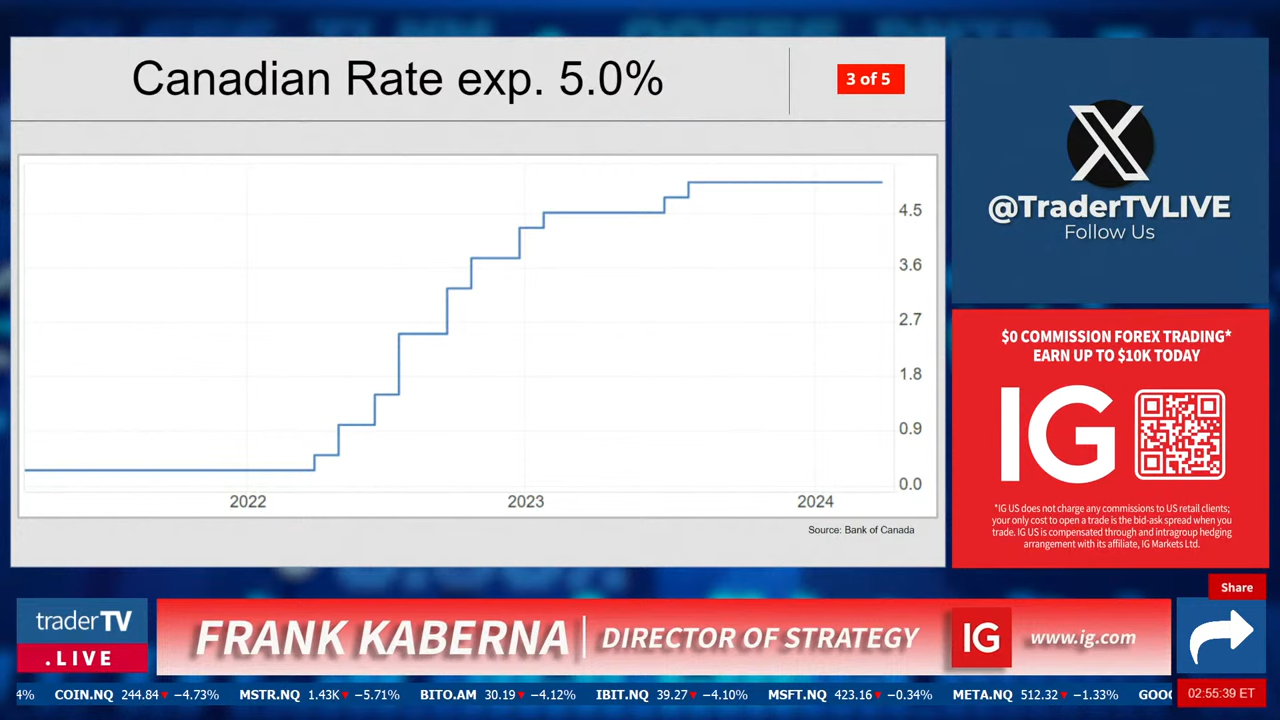 Canadian Rate exp. 5.0%
3 of 5
4.5
3.6
2.7
1.8
0.9
0.0
2022
2023
2024
Source: Bank of Canada
X
@TraderTVLIVE
Follow Us
$0 COMMISSION FOREX TRADING*
EARN UP TO $10K TODAY
IG
*IG US does not charge any commissions to US retail clients;
your only cost to open a trade is the bid-ask spread when you
trade. IG US is compensated through and intragroup hedging
arrangement with its affiliate, IG Markets Ltd.
Share
traderTV
.LIVE
FRANK KABERNA
DIRECTOR OF STRATEGY
IG
www.ig.com
4% COIN.NQ 244.84 −4.73% MSTR.NQ 1.43K −5.71% BITO.AM 30.19 −4.12% IBIT.NQ 39.27 −4.10% MSFT.NQ 423.16 −0.34% META.NQ 512.32 −1.33% GOO
02:55:39 ET